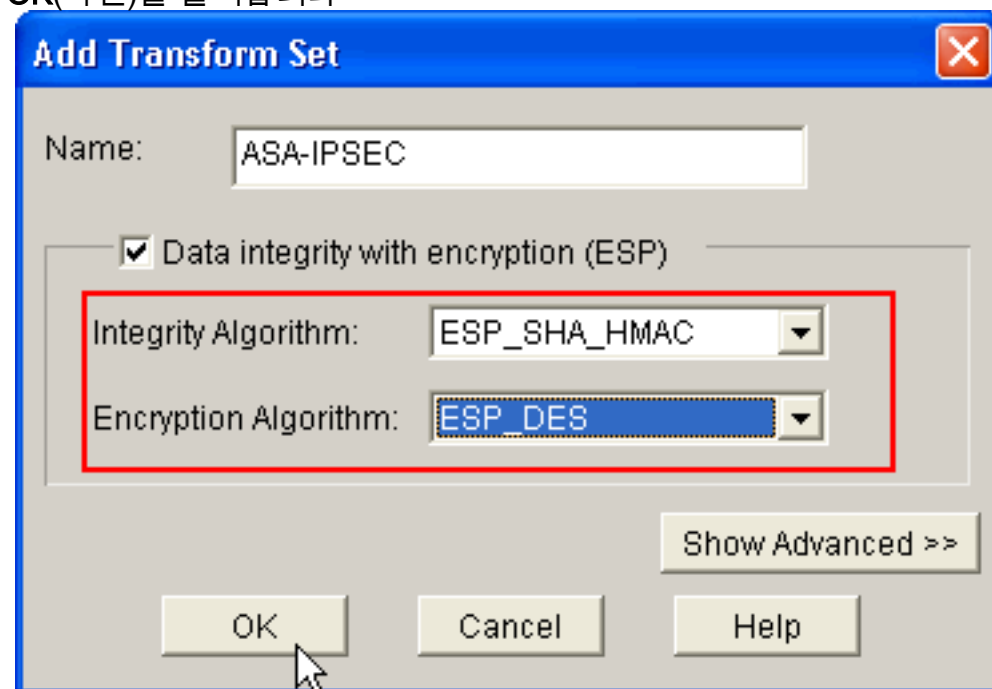 OK(
Add Transform Set
Name: ASA-IPSEC
Data integrity with encryption (ESP)
Integrity Algorithm: ESP_SHA_HMAC
Encryption Algorithm: ESP_DES
Show Advanced >>
OK Cancel Help